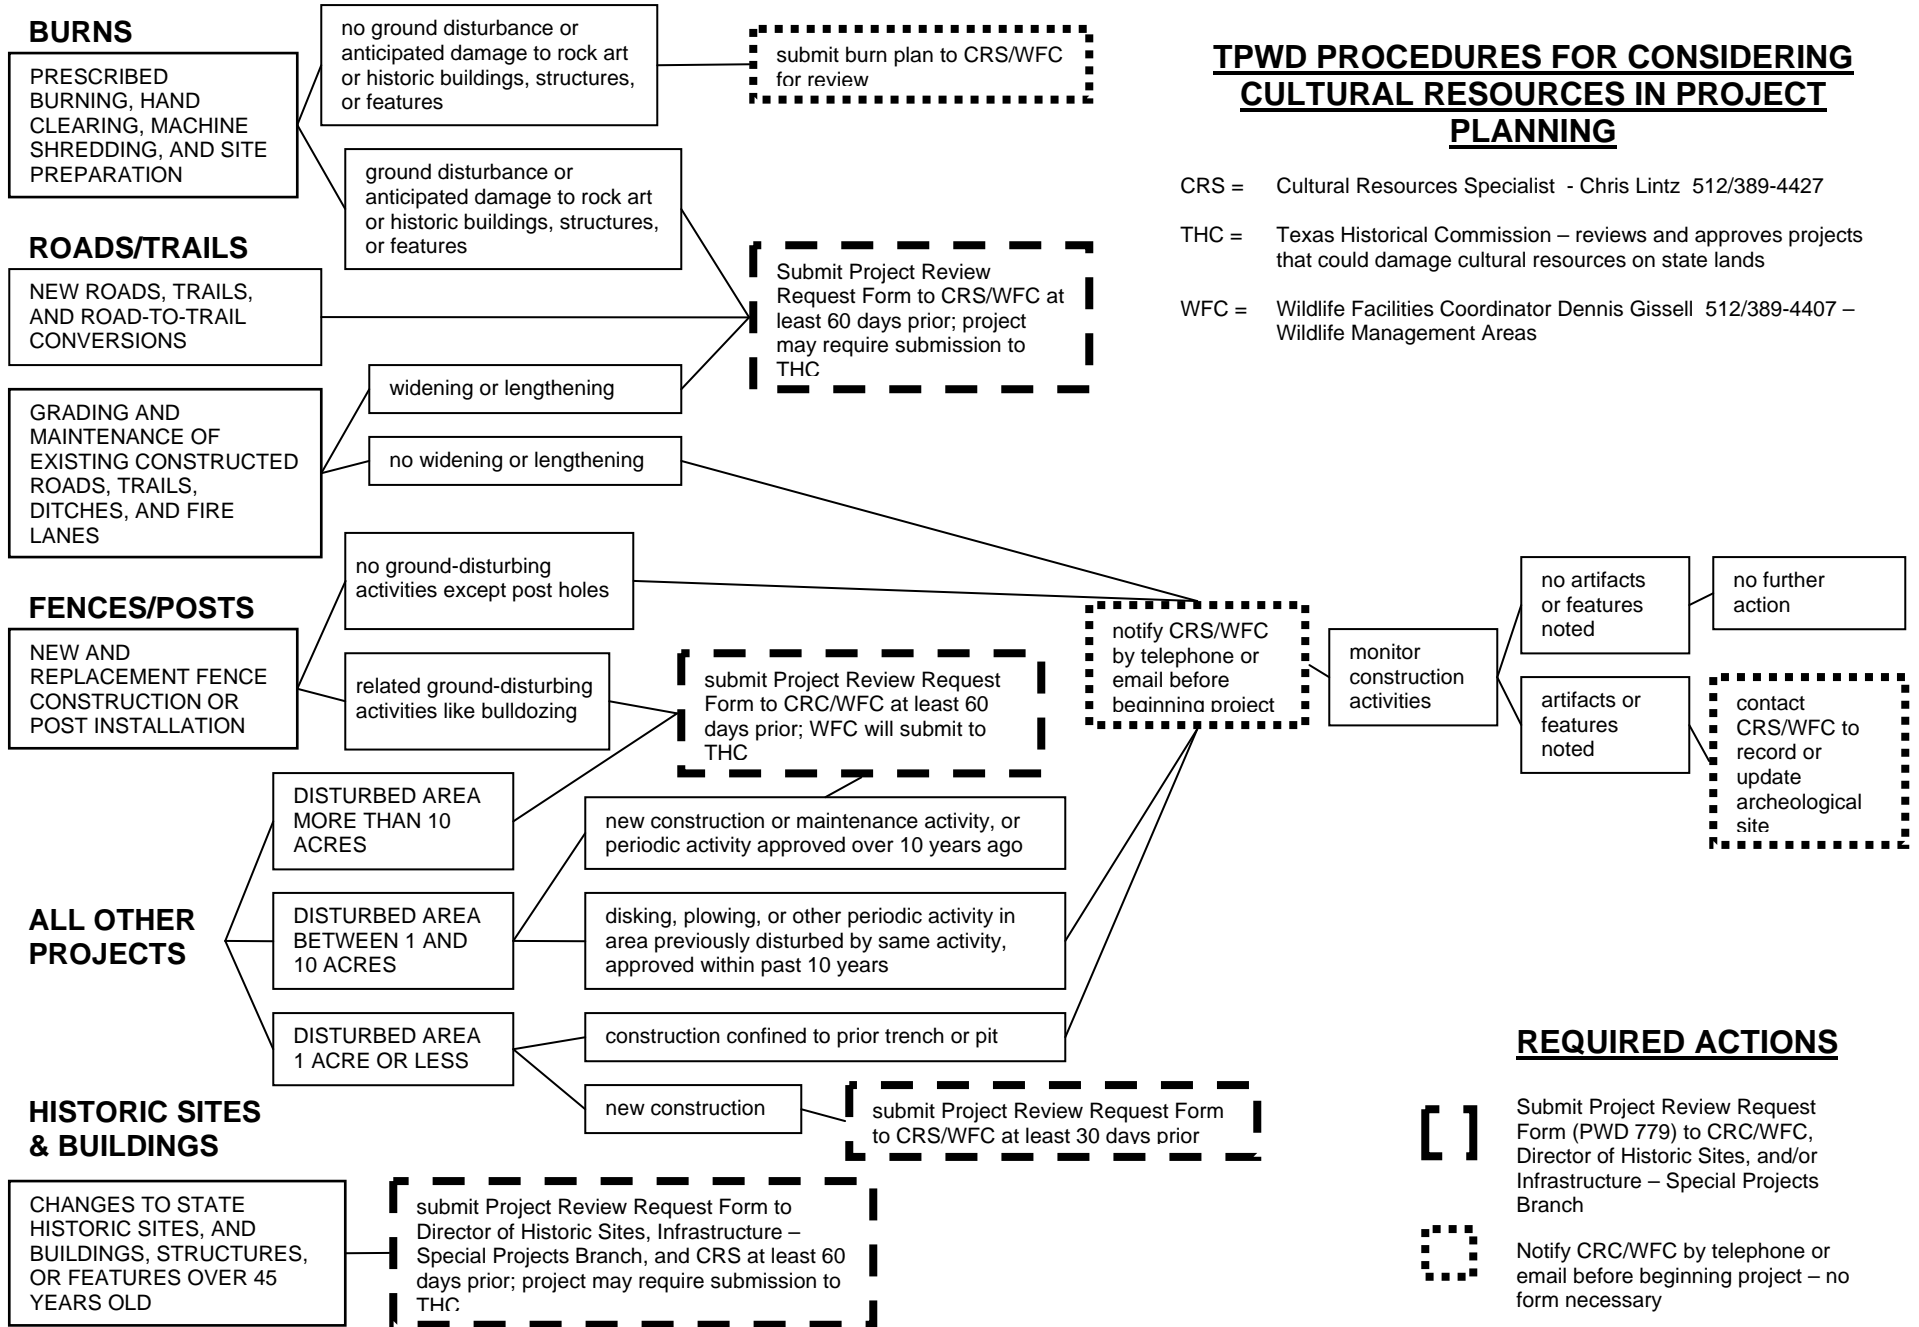 BURNS
PRESCRIBED
BURNING, HAND
CLEARING, MACHINE
SHREDDING, AND SITE
PREPARATION
no ground disturbance or
anticipated damage to rock art
or historic buildings, structures,
or features
submit burn plan to CRS/WFC
for review
ground disturbance or
anticipated damage to rock art
or historic buildings, structures,
or features
TPWD PROCEDURES FOR CONSIDERING
CULTURAL RESOURCES IN PROJECT
PLANNING
CRS = Cultural Resources Specialist - Chris Lintz 512/389-4427
THC = Texas Historical Commission – reviews and approves projects
that could damage cultural resources on state lands
WFC = Wildlife Facilities Coordinator Dennis Gissell 512/389-4407 –
Wildlife Management Areas
ROADS/TRAILS
NEW ROADS, TRAILS,
AND ROAD-TO-TRAIL
CONVERSIONS
Submit Project Review
Request Form to CRS/WFC at
least 60 days prior; project
may require submission to
THC
GRADING AND
MAINTENANCE OF
EXISTING CONSTRUCTED
ROADS, TRAILS,
DITCHES, AND FIRE
LANES
widening or lengthening
no widening or lengthening
FENCES/POSTS
NEW AND
REPLACEMENT FENCE
CONSTRUCTION OR
POST INSTALLATION
no ground-disturbing
activities except post holes
related ground-disturbing
activities like bulldozing
submit Project Review Request
Form to CRC/WFC at least 60
days prior; WFC will submit to
THC
notify CRS/WFC
by telephone or
email before
beginning project
monitor
construction
activities
no artifacts
or features
noted
no further
action
artifacts or
features
noted
contact
CRS/WFC to
record or
update
archeological
site
ALL OTHER
PROJECTS
DISTURBED AREA
MORE THAN 10
ACRES
DISTURBED AREA
BETWEEN 1 AND
10 ACRES
new construction or maintenance activity, or
periodic activity approved over 10 years ago
disking, plowing, or other periodic activity in
area previously disturbed by same activity,
approved within past 10 years
DISTURBED AREA
1 ACRE OR LESS
construction confined to prior trench or pit
new construction
submit Project Review Request Form
to CRS/WFC at least 30 days prior
HISTORIC SITES
& BUILDINGS
CHANGES TO STATE
HISTORIC SITES, AND
BUILDINGS, STRUCTURES,
OR FEATURES OVER 45
YEARS OLD
submit Project Review Request Form to
Director of Historic Sites, Infrastructure –
Special Projects Branch, and CRS at least 60
days prior; project may require submission to
THC
REQUIRED ACTIONS
Submit Project Review Request
Form (PWD 779) to CRC/WFC,
Director of Historic Sites, and/or
Infrastructure – Special Projects
Branch
Notify CRC/WFC by telephone or
email before beginning project – no
form necessary